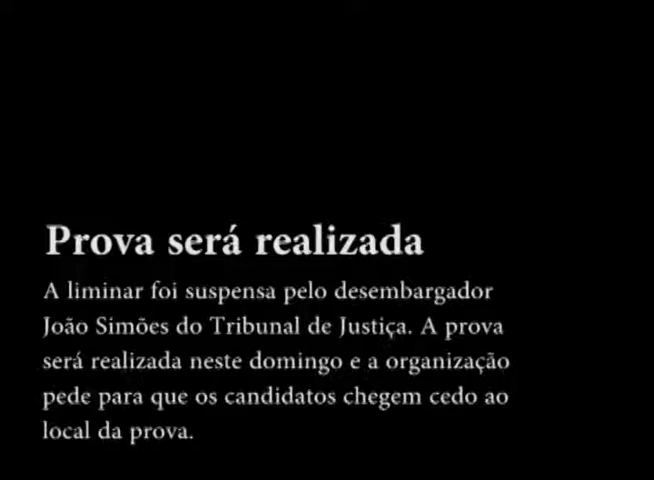 Prova será realizada
A liminar foi suspensa pelo desembargador
João Simões do Tribunal de Justiça. A prova
será realizada neste domingo e a organização
pede para que os candidatos chegem cedo ao
local da prova.